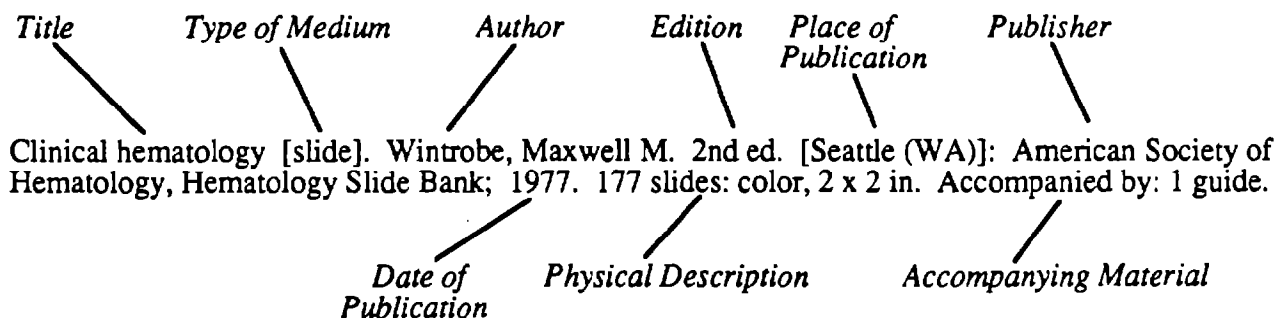 Title Type of Medium Author Edition Place of Publication Publisher
Clinical hematology [slide]. Wintrobe, Maxwell M. 2nd ed. [Seattle (WA)]: American Society of
Hematology, Hematology Slide Bank; 1977. 177 slides: color, 2 x 2 in. Accompanied by: 1 guide.
Date of Publication Physical Description Accompanying Material